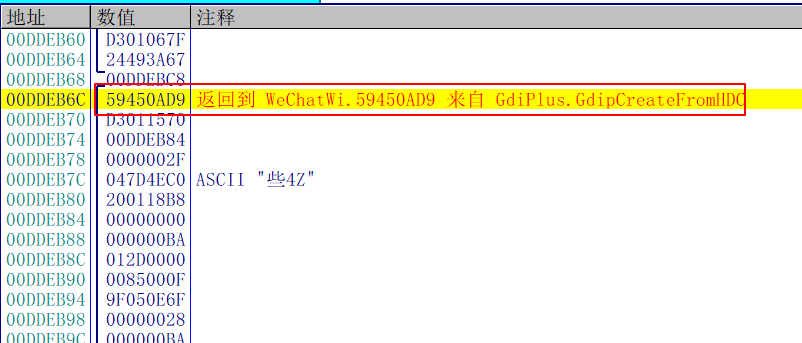 地址 数值 注释
00DDEB60 D301067F
00DDEB64 24493A67
00DDEB68 00DDEBC8
00DDEB6C 59450AD9 返回到 WeChatWi.59450AD9 来自 GdiPlus.GdipCreateFromHDC
00DDEB70 D3011570
00DDEB74 00DDEB84
00DDEB78 0000002F
00DDEB7C 047D4EC0 ASCII "些4Z"
00DDEB80 200118B8
00DDEB84 00000000
00DDEB88 000000BA
00DDEB8C 012D0000
00DDEB90 0085000F
00DDEB94 9F050E6F
00DDEB98 00000028
00DDEB9C 000000BA